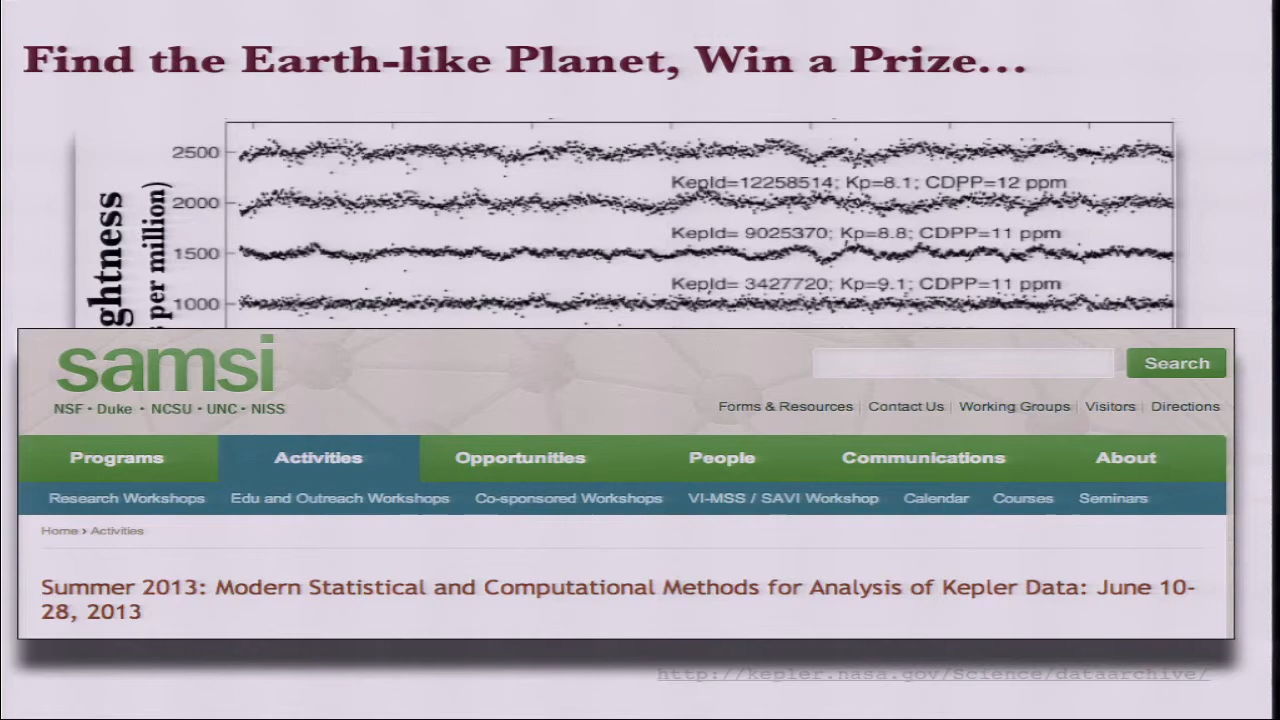 Find the Earth-like Planet, Win a Prize...
2500
KepId=12258514; Kp=8.1; CDPP=12 ppm
2000
KepId= 9025370; Kp=8.8; CDPP=11 ppm
1500
KepId= 3427720; Kp=9.1; CDPP=11 ppm
1000
ghtness
per million)
samsi
NSF • Duke • NCSU • UNC • NISS
Search
Forms & Resources Contact Us Working Groups Visitors Directions
Programs Activities Opportunities People Communications About
Research Workshops Edu and Outreach Workshops Co-sponsored Workshops VI-MSS / SAVI Workshop Calendar Courses Seminars
Home › Activities
Summer 2013: Modern Statistical and Computational Methods for Analysis of Kepler Data: June 10-
28, 2013
http://kepler.nasa.gov/Science/dataarchive/